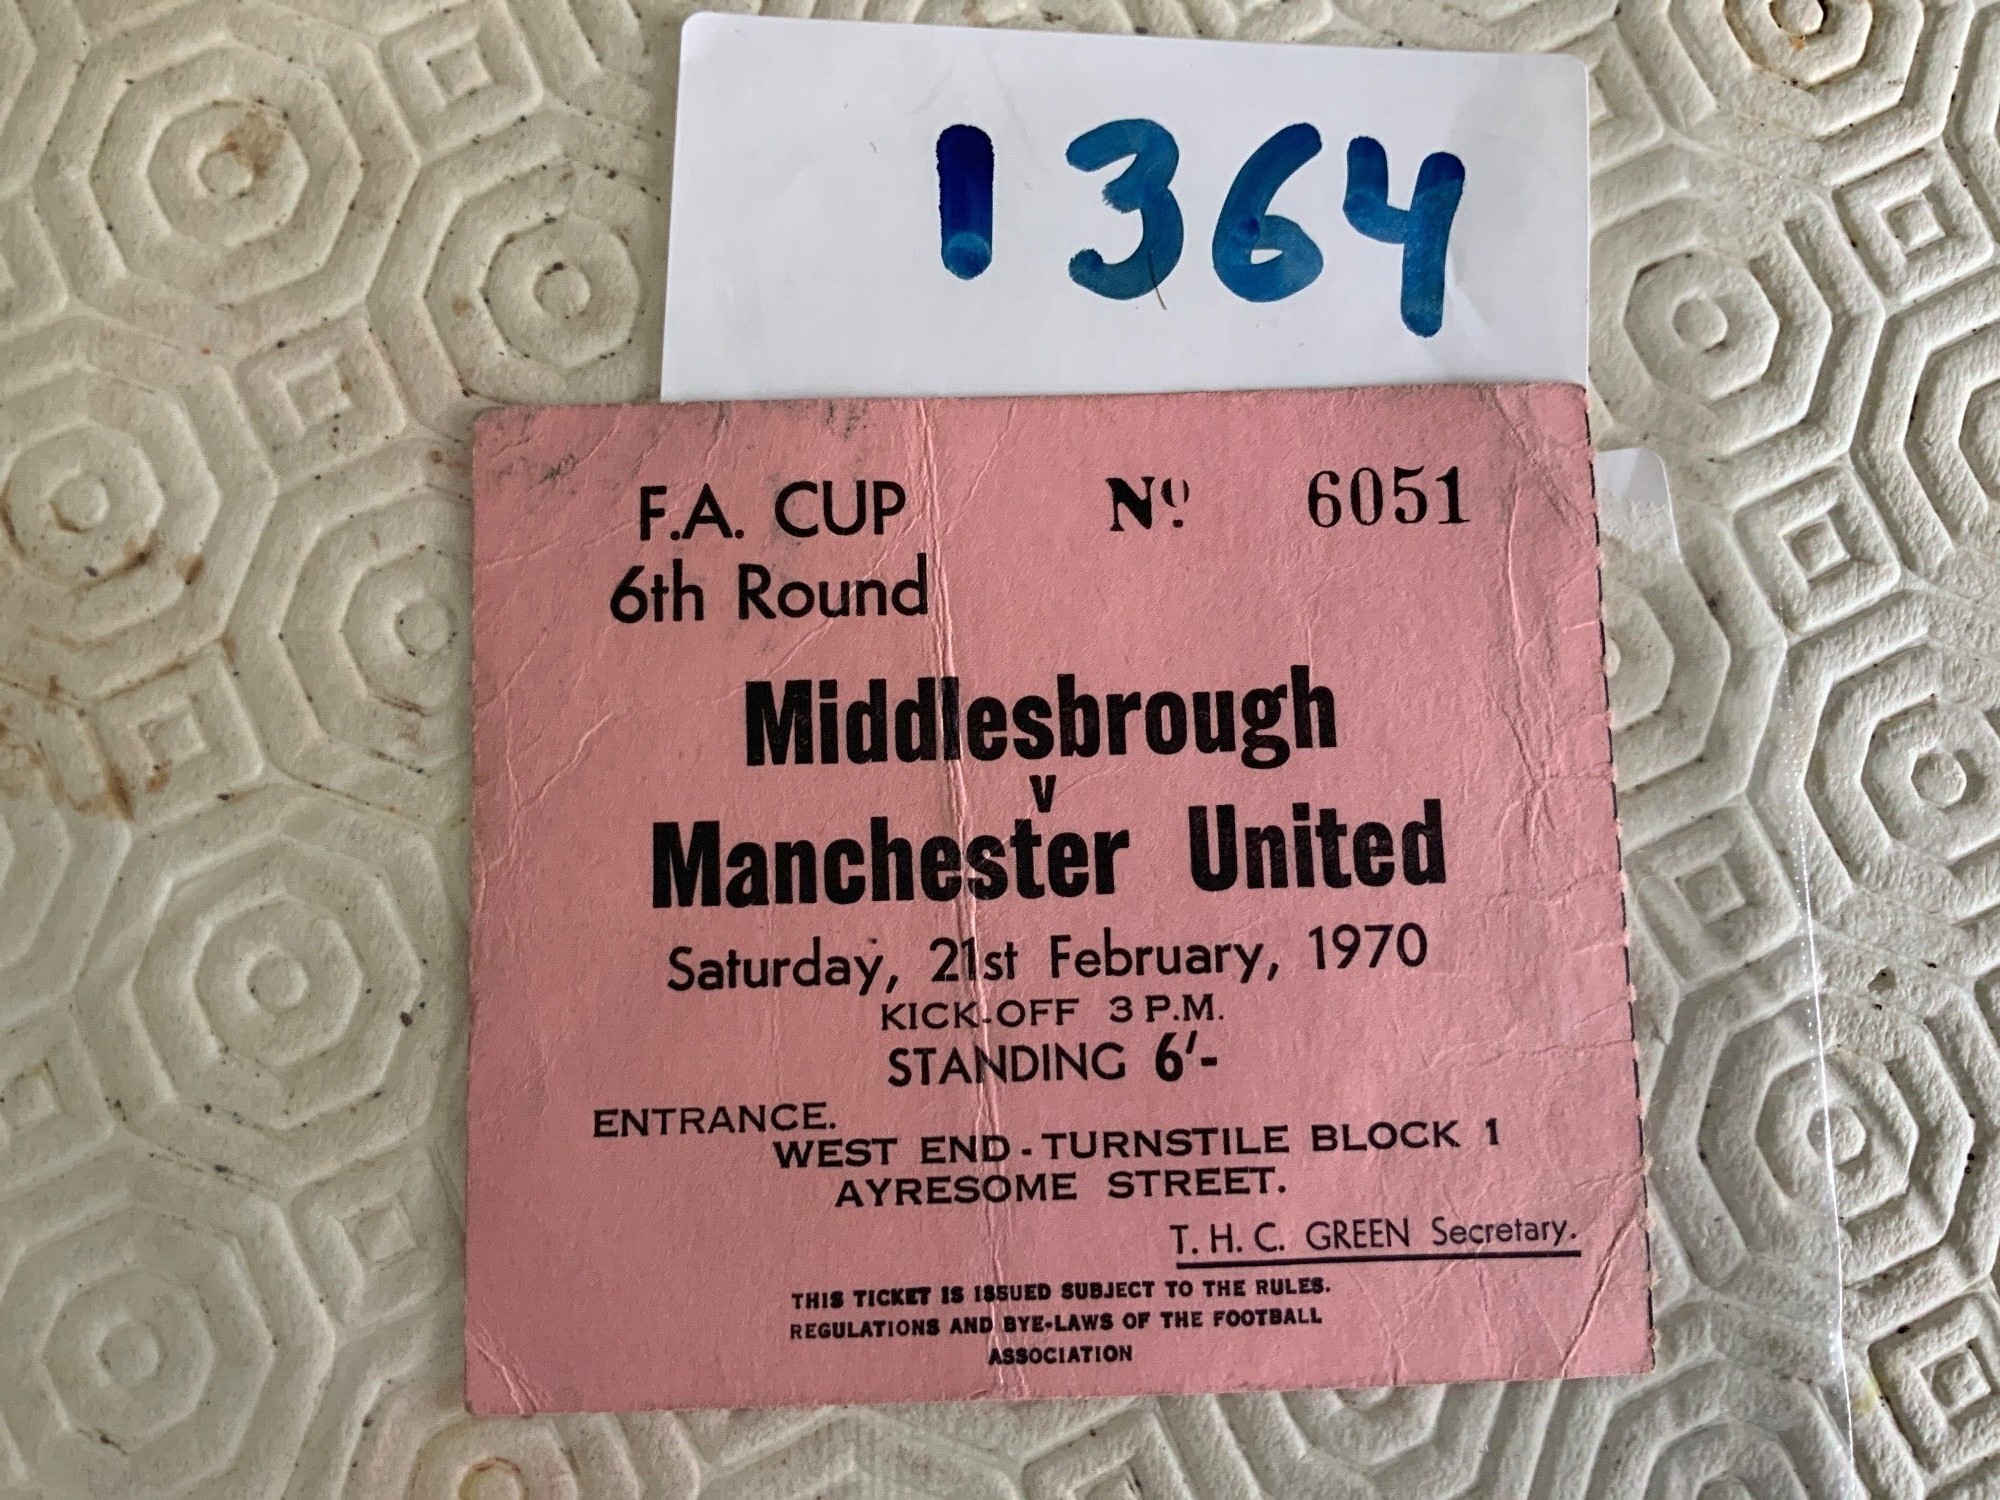 1364
F.A. CUP Nº 6051
6th Round
Middlesbrough
v
Manchester United
Saturday, 21st February, 1970
KICK-OFF 3 P.M.
STANDING 6'-
ENTRANCE.
WEST END - TURNSTILE BLOCK 1
AYRESOME STREET.
T. H. C. GREEN Secretary.
THIS TICKET IS ISSUED SUBJECT TO THE RULES.
REGULATIONS AND BYE-LAWS OF THE FOOTBALL
ASSOCIATION